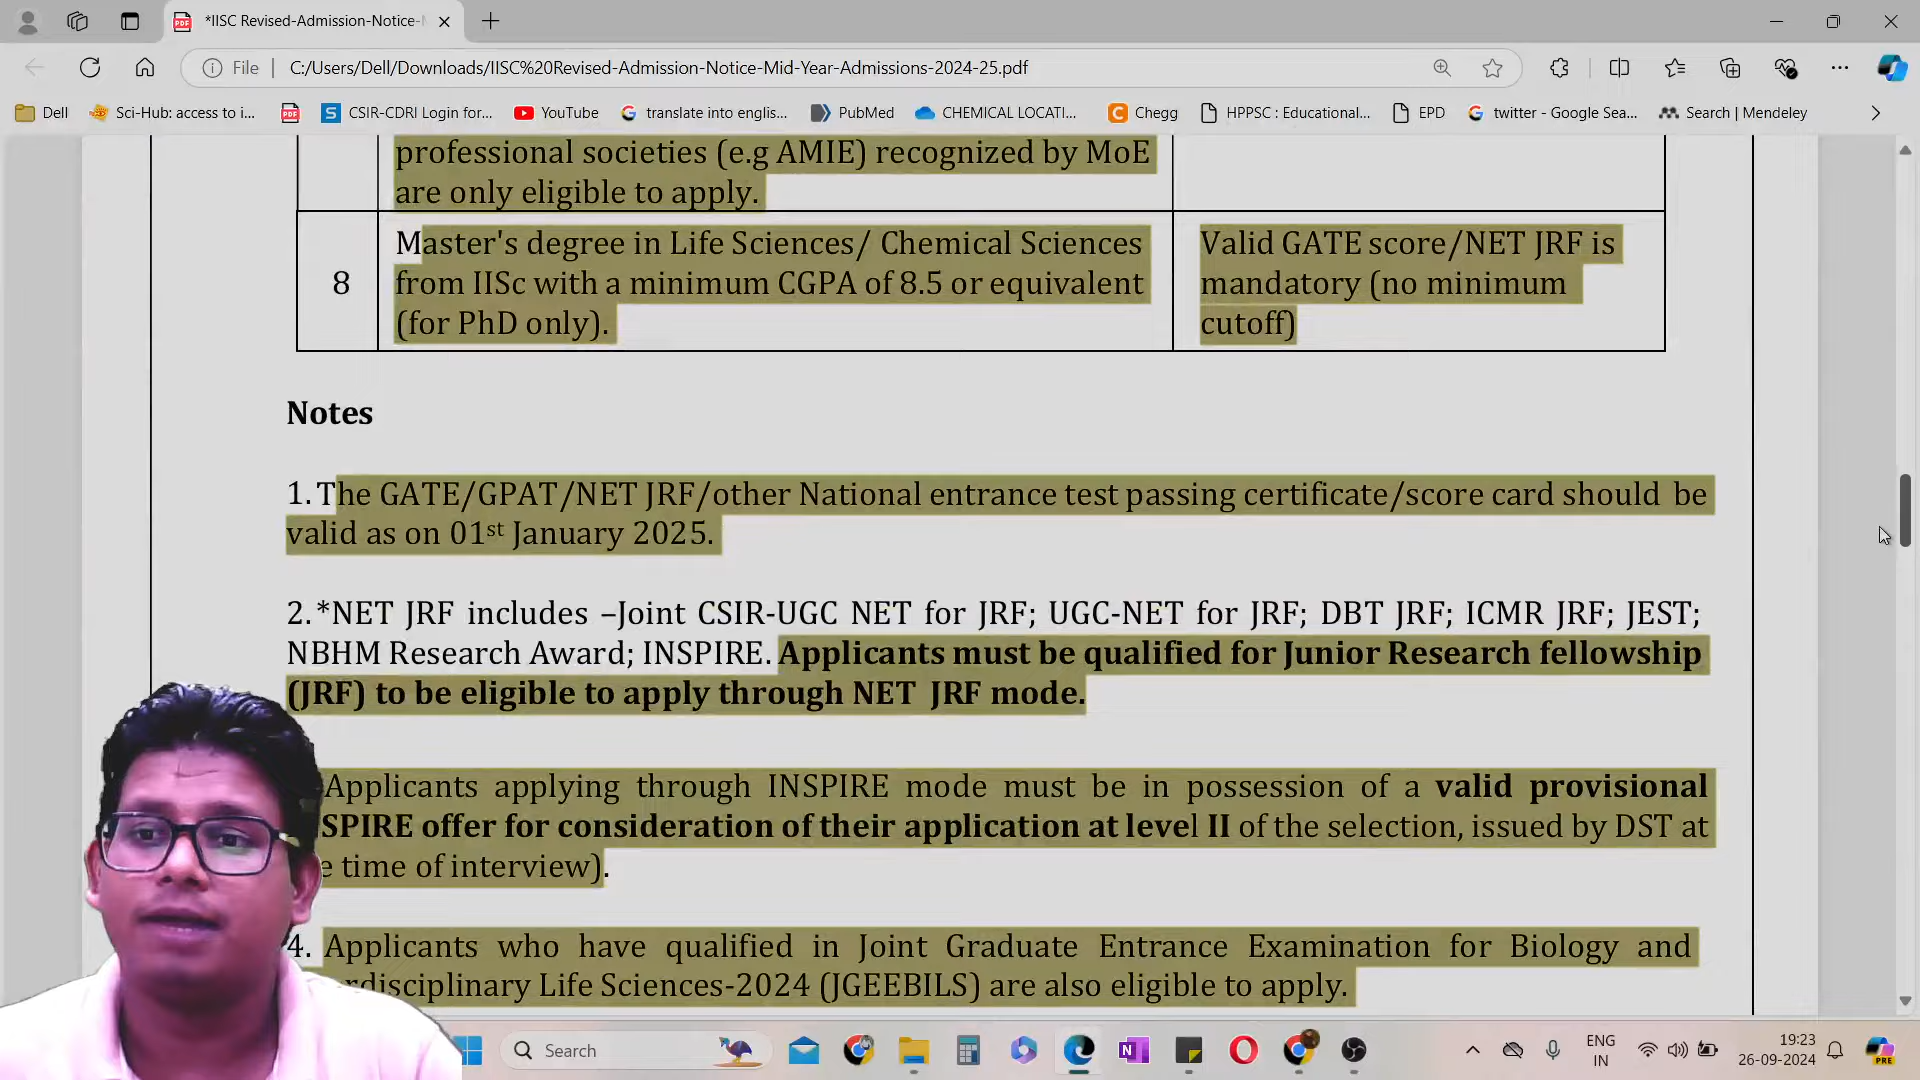 *IISC Revised-Admission-Notice-
File
C:/Users/Dell/Downloads/IISC%20Revised-Admission-Notice-Mid-Year-Admissions-2024-25.pdf
Dell
Sci-Hub: access to i...
CSIR-CDRI Login for...
YouTube
translate into englis...
PubMed
CHEMICAL LOCATI...
Chegg
HPPSC : Educational...
EPD
twitter - Google Sea...
Search | Mendeley
professional societies (e.g AMIE) recognized by MoE
are only eligible to apply.
8
Master's degree in Life Sciences/ Chemical Sciences
from IISc with a minimum CGPA of 8.5 or equivalent
(for PhD only).
Valid GATE score/NET JRF is
mandatory (no minimum
cutoff)
Notes
1. The GATE/GPAT/NET JRF/other National entrance test passing certificate/score card should be
valid as on 01st January 2025.
2. *NET JRF includes –Joint CSIR-UGC NET for JRF; UGC-NET for JRF; DBT JRF; ICMR JRF; JEST;
NBHM Research Award; INSPIRE. Applicants must be qualified for Junior Research fellowship
(JRF) to be eligible to apply through NET JRF mode.
Applicants applying through INSPIRE mode must be in possession of a valid provisional
SPIRE offer for consideration of their application at level II of the selection, issued by DST at
e time of interview).
4. Applicants who have qualified in Joint Graduate Entrance Examination for Biology and
rdisciplinary Life Sciences-2024 (JGEEBILS) are also eligible to apply.
Search
ENG
IN
19:23
26-09-2024
PRE